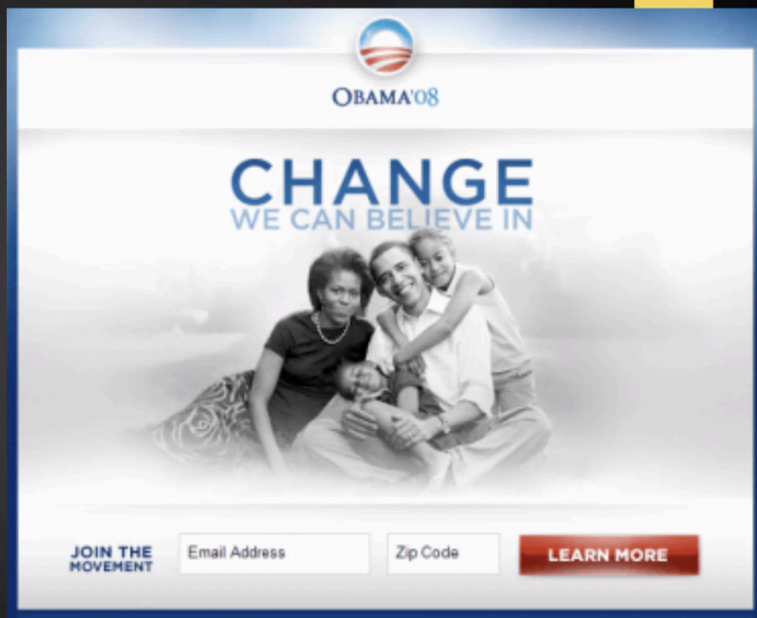 OBAMA'08
CHANGE
WE CAN BELIEVE IN
JOIN THE
MOVEMENT
Email Address
Zip Code
LEARN MORE